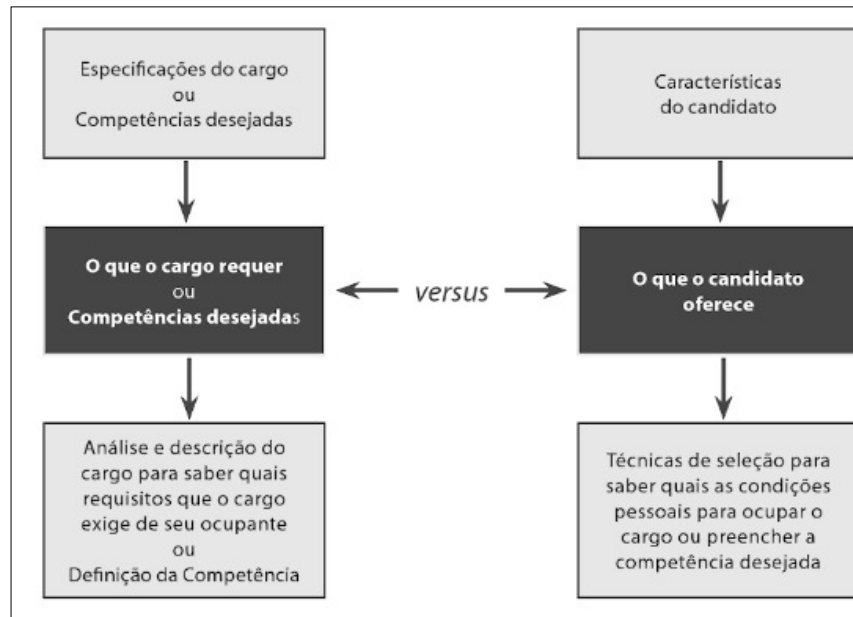 Especificações do cargo
ou
Competências desejadas
Características
do candidato
O que o cargo requer
ou
Competências desejadas
versus
O que o candidato
oferece
Análise e descrição do
cargo para saber quais
requisitos que o cargo
exige de seu ocupante
ou
Definição da Competência
Técnicas de seleção para
saber quais as condições
pessoais para ocupar o
cargo ou preencher a
competência desejada